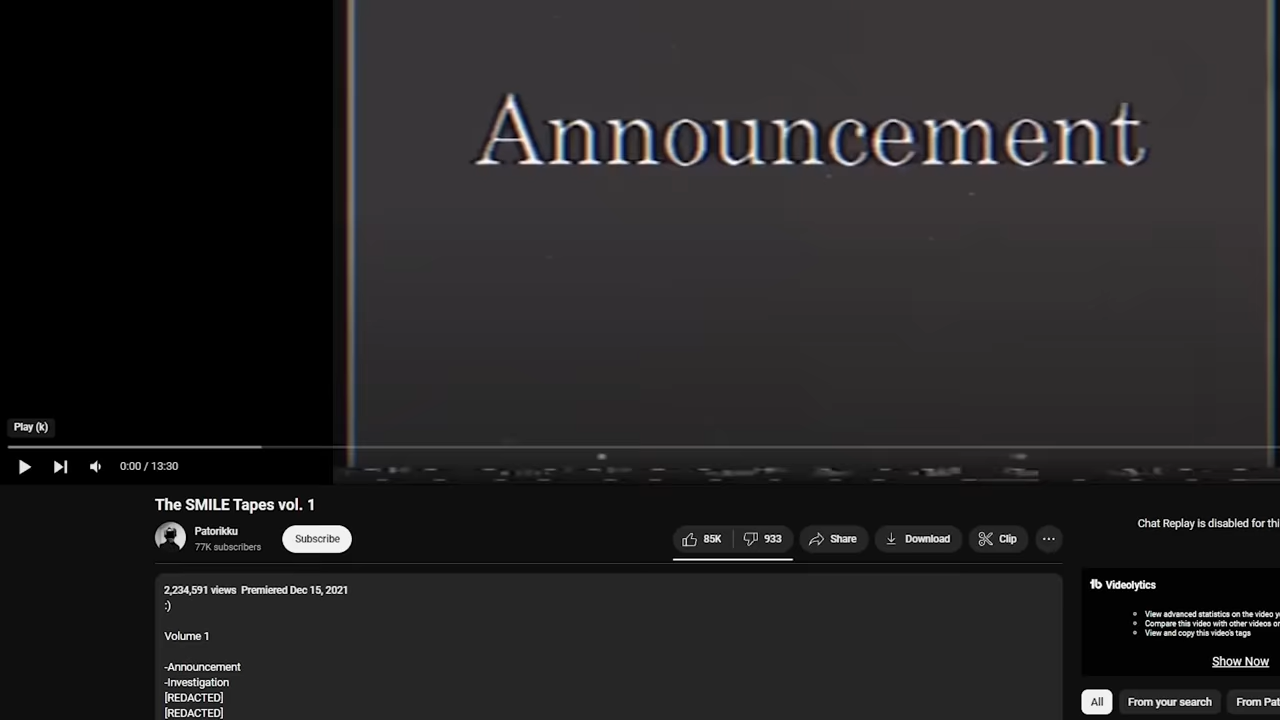 Announcement
Play (k)
0:00 / 13:30
The SMILE Tapes vol. 1
Patorikku
77K subscribers
Subscribe
85K
933
Share
Download
Clip
Chat Replay is disabled for thi
2,234,591 views Premiered Dec 15, 2021
:)
Volume 1
-Announcement
-Investigation
[REDACTED]
[REDACTED]
tb Videolytics
View advanced statistics on the video y
Compare this video with other videos or
View and copy this video's tags
Show Now
All
From your search
From Pat